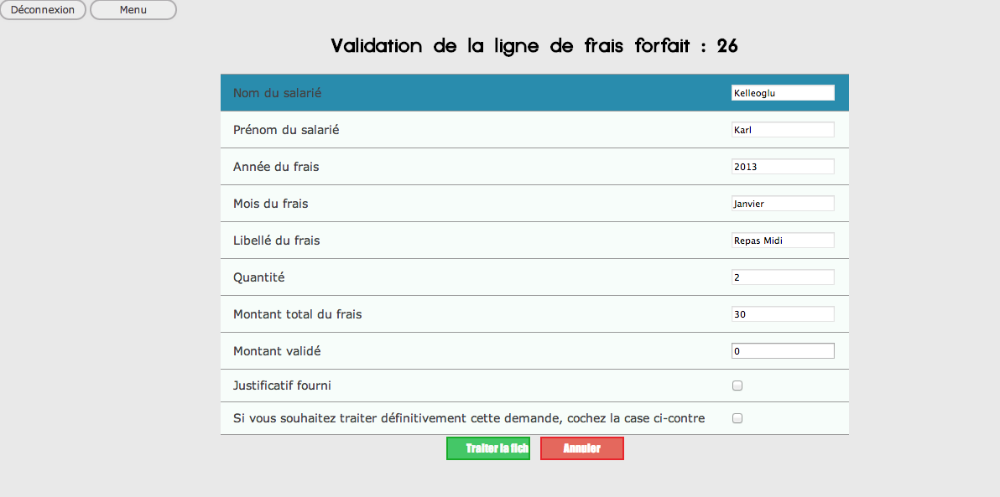 Déconnexion Menu
Validation de la ligne de frais forfait : 26
Nom du salarié Kelleoglu
Prénom du salarié Karl
Année du frais 2013
Mois du frais Janvier
Libellé du frais Repas Midi
Quantité 2
Montant total du frais 30
Montant validé 0
Justificatif fourni
Si vous souhaitez traiter définitivement cette demande, cochez la case ci-contre
Traiter la fich Annuler